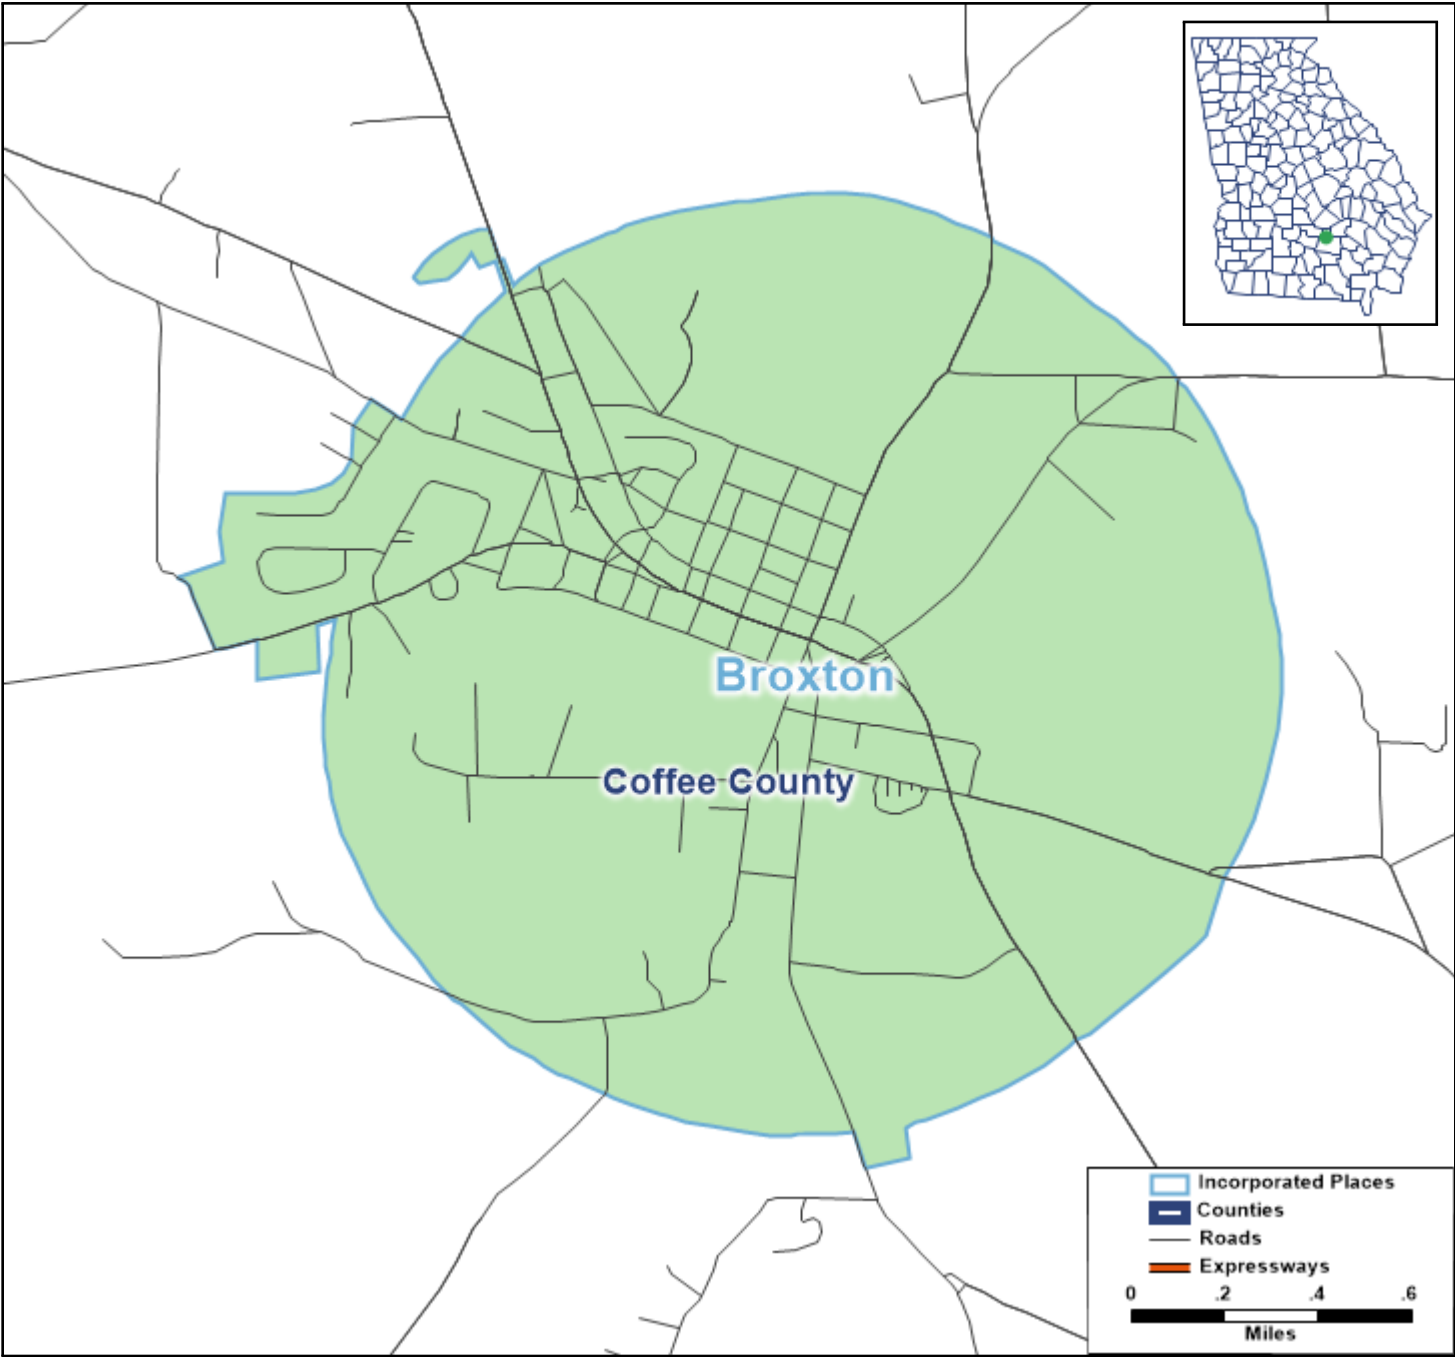 Broxton
Coffee County
Incorporated Places
Counties
Roads
Expressways
0 .2 .4 .6
Miles